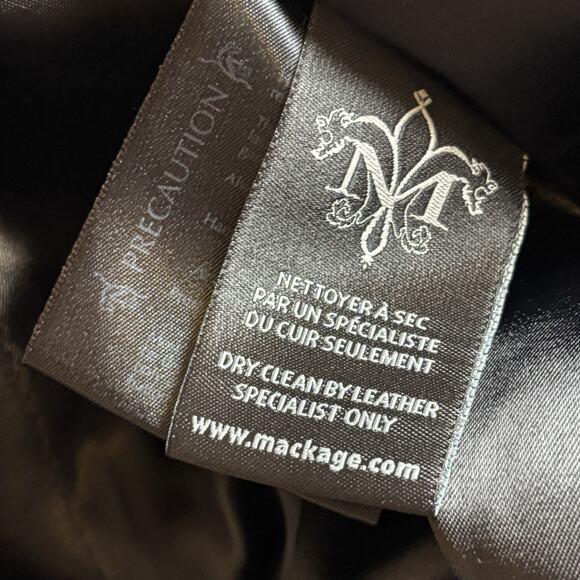 PRECAUTION
M
NETTOYER À SEC
PAR UN SPÉCIALISTE
DU CUIR SEULEMENT
DRY CLEAN BY LEATHER
SPECIALIST ONLY
www.mackage.com